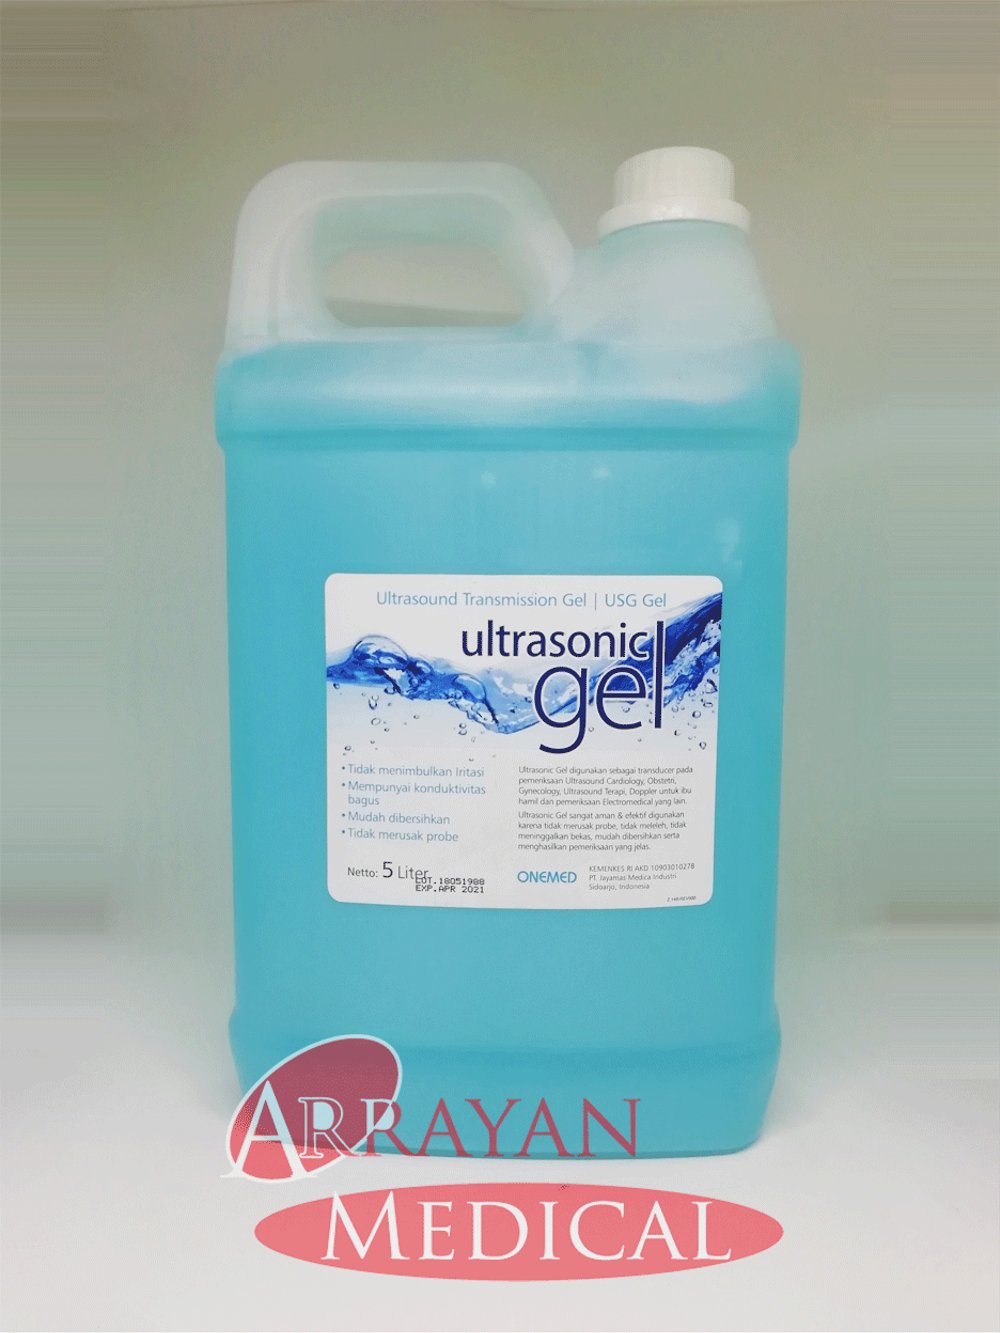 Ultrasound Transmission Gel | USG Gel
ultrasonic
gel
• Tidak menimbulkan Iritasi
• Mempunyai konduktivitas
bagus
• Mudah dibersihkan
• Tidak merusak probe
Ultrasonic Gel digunakan sebagai transducer pada
pemeriksaan Ultrasound Cardiology, Obstetri,
Gynecology, Ultrasound Terapi, Doppler untuk ibu
hamil dan pemeriksaan Electromedical yang lain.
Ultrasonic Gel sangat aman & efektif digunakan
karena tidak merusak probe, tidak meleleh, tidak
meninggalkan bekas, mudah dibersihkan serta
menghasilkan pemeriksaan yang jelas.
Netto: 5 Liter
LOT.18051988
EXP.APR 2021
ONEMED
KEMENKES RI AKD 10903010278
PT. Jayamas Medica Industri
Sidoarjo, Indonesia
ARRAYAN
MEDICAL